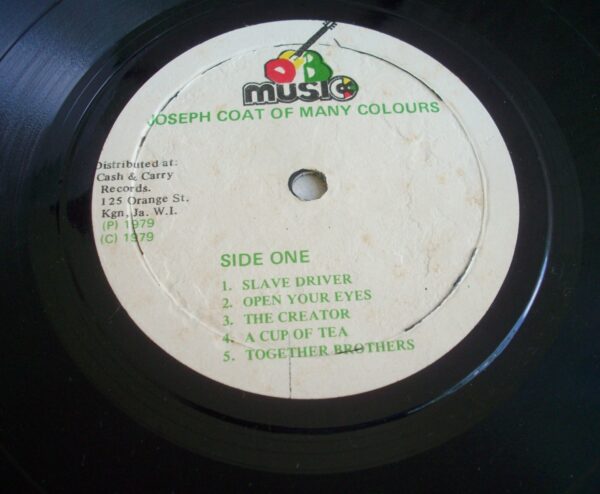 DEB
music
JOSEPH COAT OF MANY COLOURS
Distributed at:
Cash & Carry
Records.
125 Orange St.
Kgn, Ja. W.I.
(P) 1979
(C) 1979
SIDE ONE
1. SLAVE DRIVER
2. OPEN YOUR EYES
3. THE CREATOR
4. A CUP OF TEA
5. TOGETHER BROTHERS